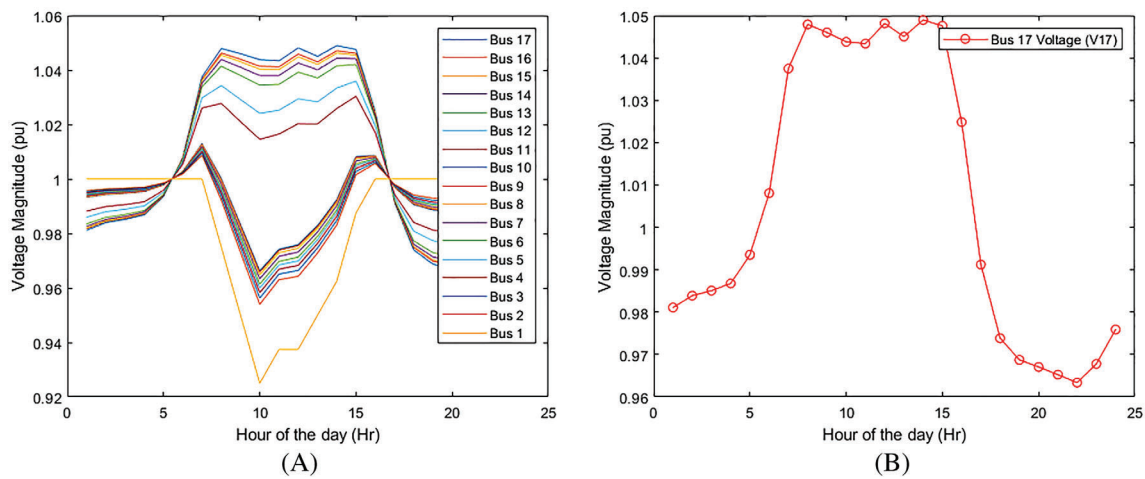 1.06
1.04
1.02
1
0.98
0.96
0.94
0.92
Voltage Magnitude (pu)
0
5
10
15
20
25
Hour of the day (Hr)
Bus 17
Bus 16
Bus 15
Bus 14
Bus 13
Bus 12
Bus 11
Bus 10
Bus 9
Bus 8
Bus 7
Bus 6
Bus 5
Bus 4
Bus 3
Bus 2
Bus 1
(A)
1.05
1.04
1.03
1.02
1.01
1
0.99
0.98
0.97
0.96
Voltage Magnitude (pu)
0
5
10
15
20
25
Hour of the day (Hr)
Bus 17 Voltage (V17)
(B)